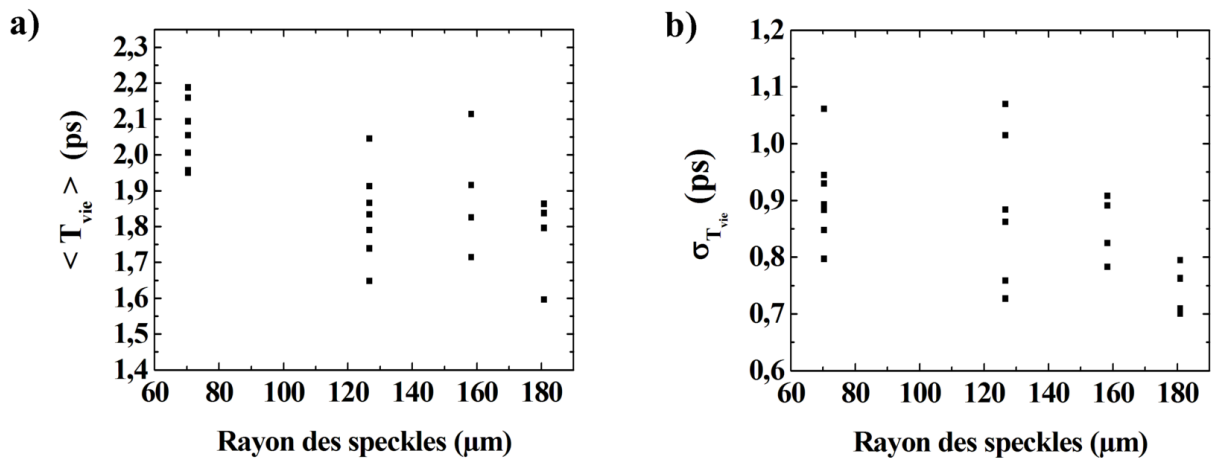 a)
2,3
2,2
2,1
2,0
1,9
1,8
1,7
1,6
1,5
1,4
< T_vie > (ps)
60 80 100 120 140 160 180
Rayon des speckles (μm)
b)
1,2
1,1
1,0
0,9
0,8
0,7
0,6
σ_T_vie (ps)
60 80 100 120 140 160 180
Rayon des speckles (μm)